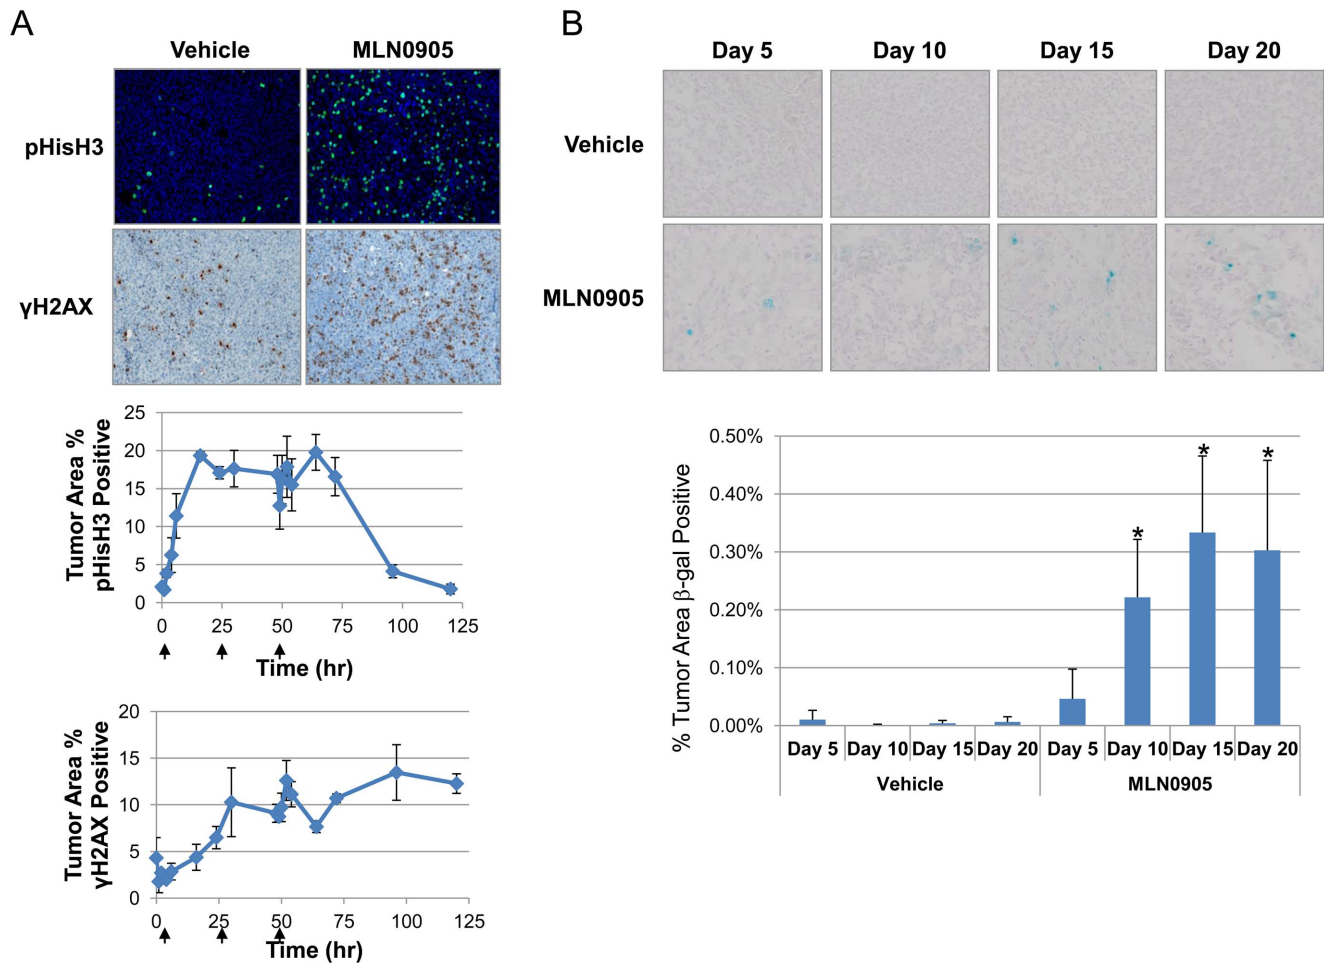 A
Vehicle MLN0905
pHisH3
γH2AX
Tumor Area %
pHisH3 Positive
25
20
15
10
5
0
0 25 50 75 100 125
Time (hr)
Tumor Area %
γH2AX Positive
20
15
10
5
0
0 25 50 75 100 125
Time (hr)
B
Day 5 Day 10 Day 15 Day 20
Vehicle
MLN0905
% Tumor Area β-gal Positive
0.50%
0.40%
0.30%
0.20%
0.10%
0.00%
* * *
Day 5 Day 10 Day 15 Day 20 Day 5 Day 10 Day 15 Day 20
Vehicle MLN0905